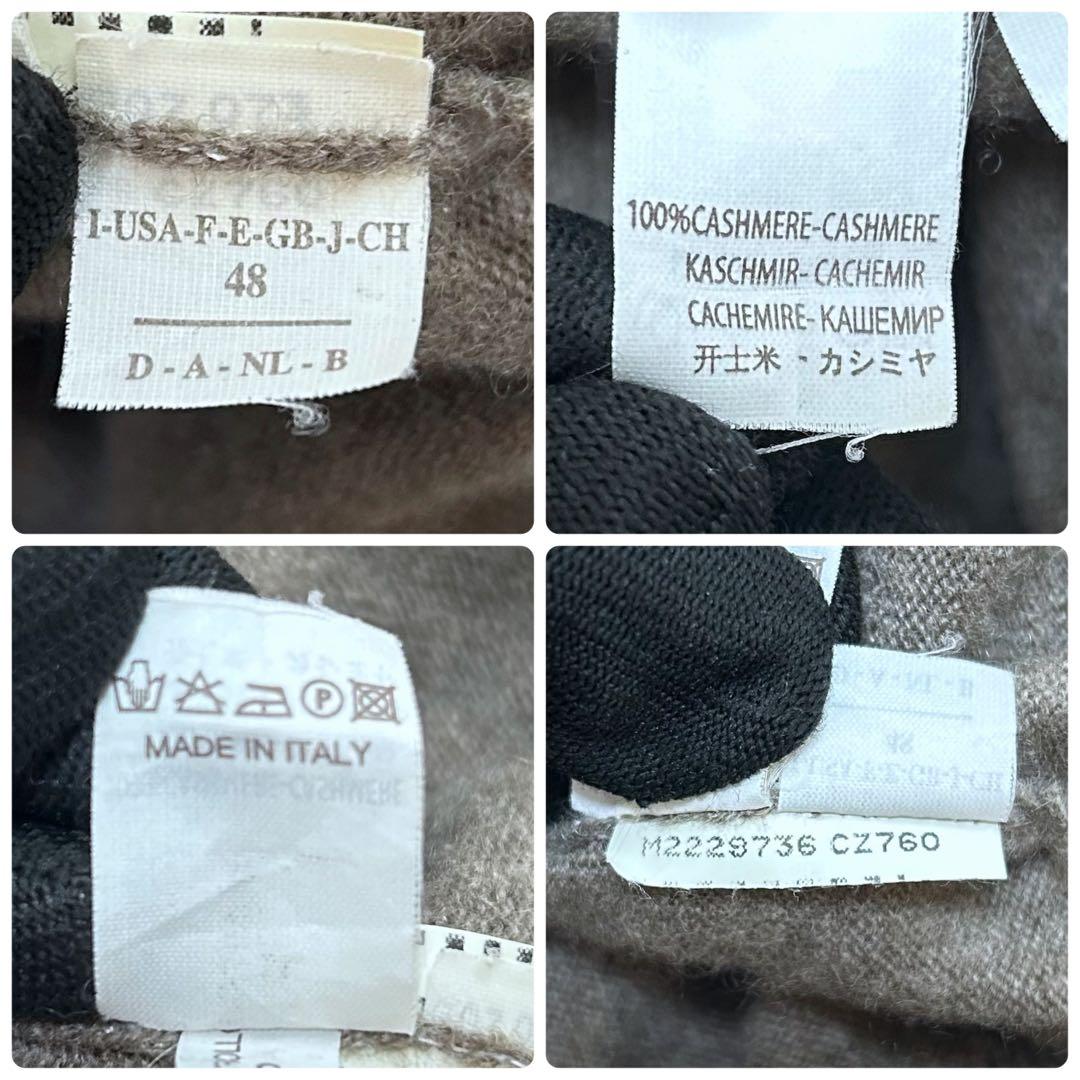 I-USA-F-E-GB-J-CH
48
D - A - NL - B
100%CASHMERE-CASHMERE
KASCHMIR- CACHEMIR
CACHEMIRE- КАШЕМИР
开士米 - カシミヤ
P
MADE IN ITALY
M2229736 CZ760